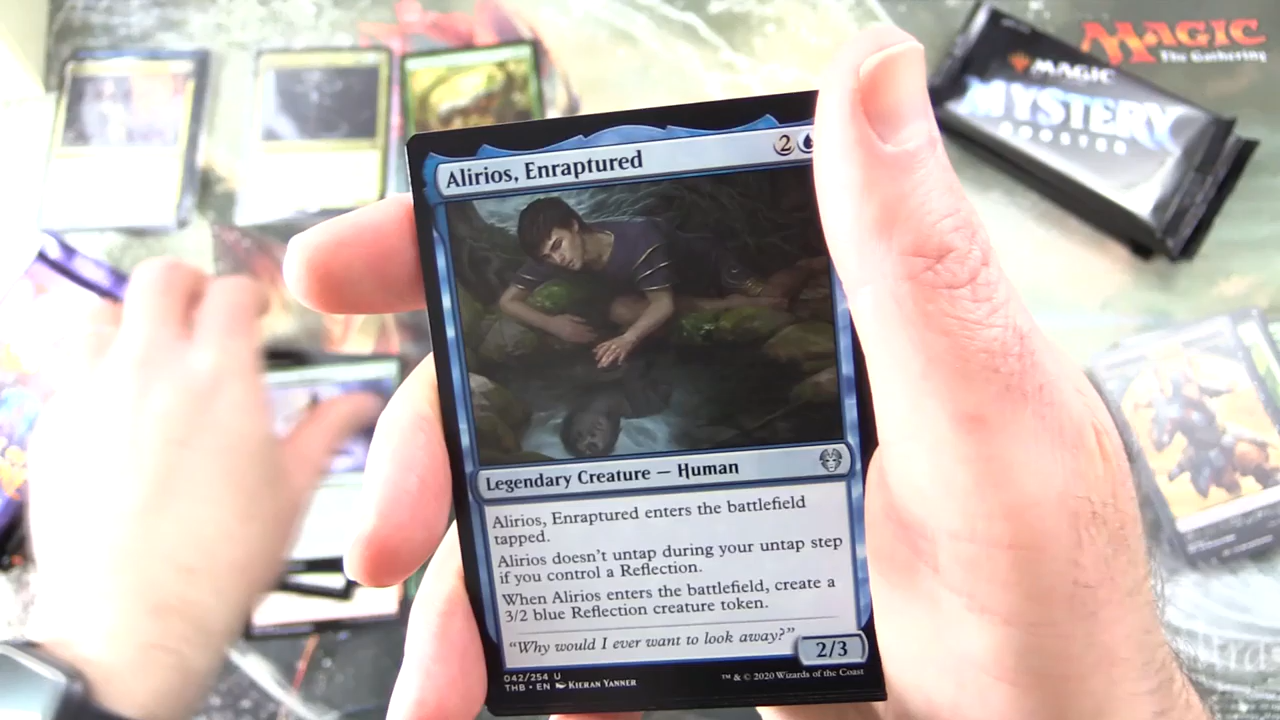 MAGIC
The Gathering
MAGIC
MYSTERY
BOOSTER
Alirios, Enraptured
2
Legendary Creature — Human
Alirios, Enraptured enters the battlefield
tapped.
Alirios doesn't untap during your untap step
if you control a Reflection.
When Alirios enters the battlefield, create a
3/2 blue Reflection creature token.
"Why would I ever want to look away?"
2/3
042/254 U
THB • EN KIERAN YANNER
™ & © 2020 Wizards of the Coast